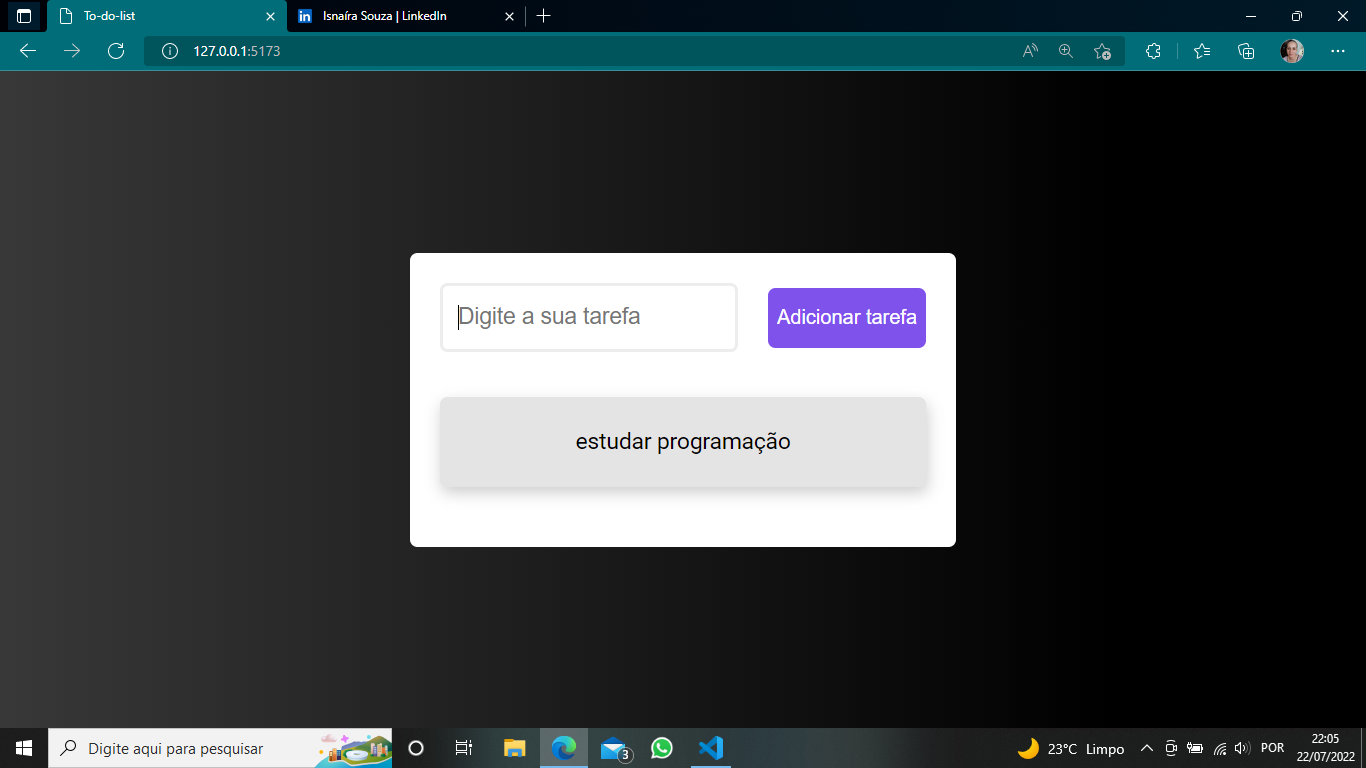 To-do-list
in Isnaíra Souza | LinkedIn
127.0.0.1:5173
Digite a sua tarefa
Adicionar tarefa
estudar programação
Digite aqui para pesquisar
3
23°C Limpo
POR
22:05
22/07/2022